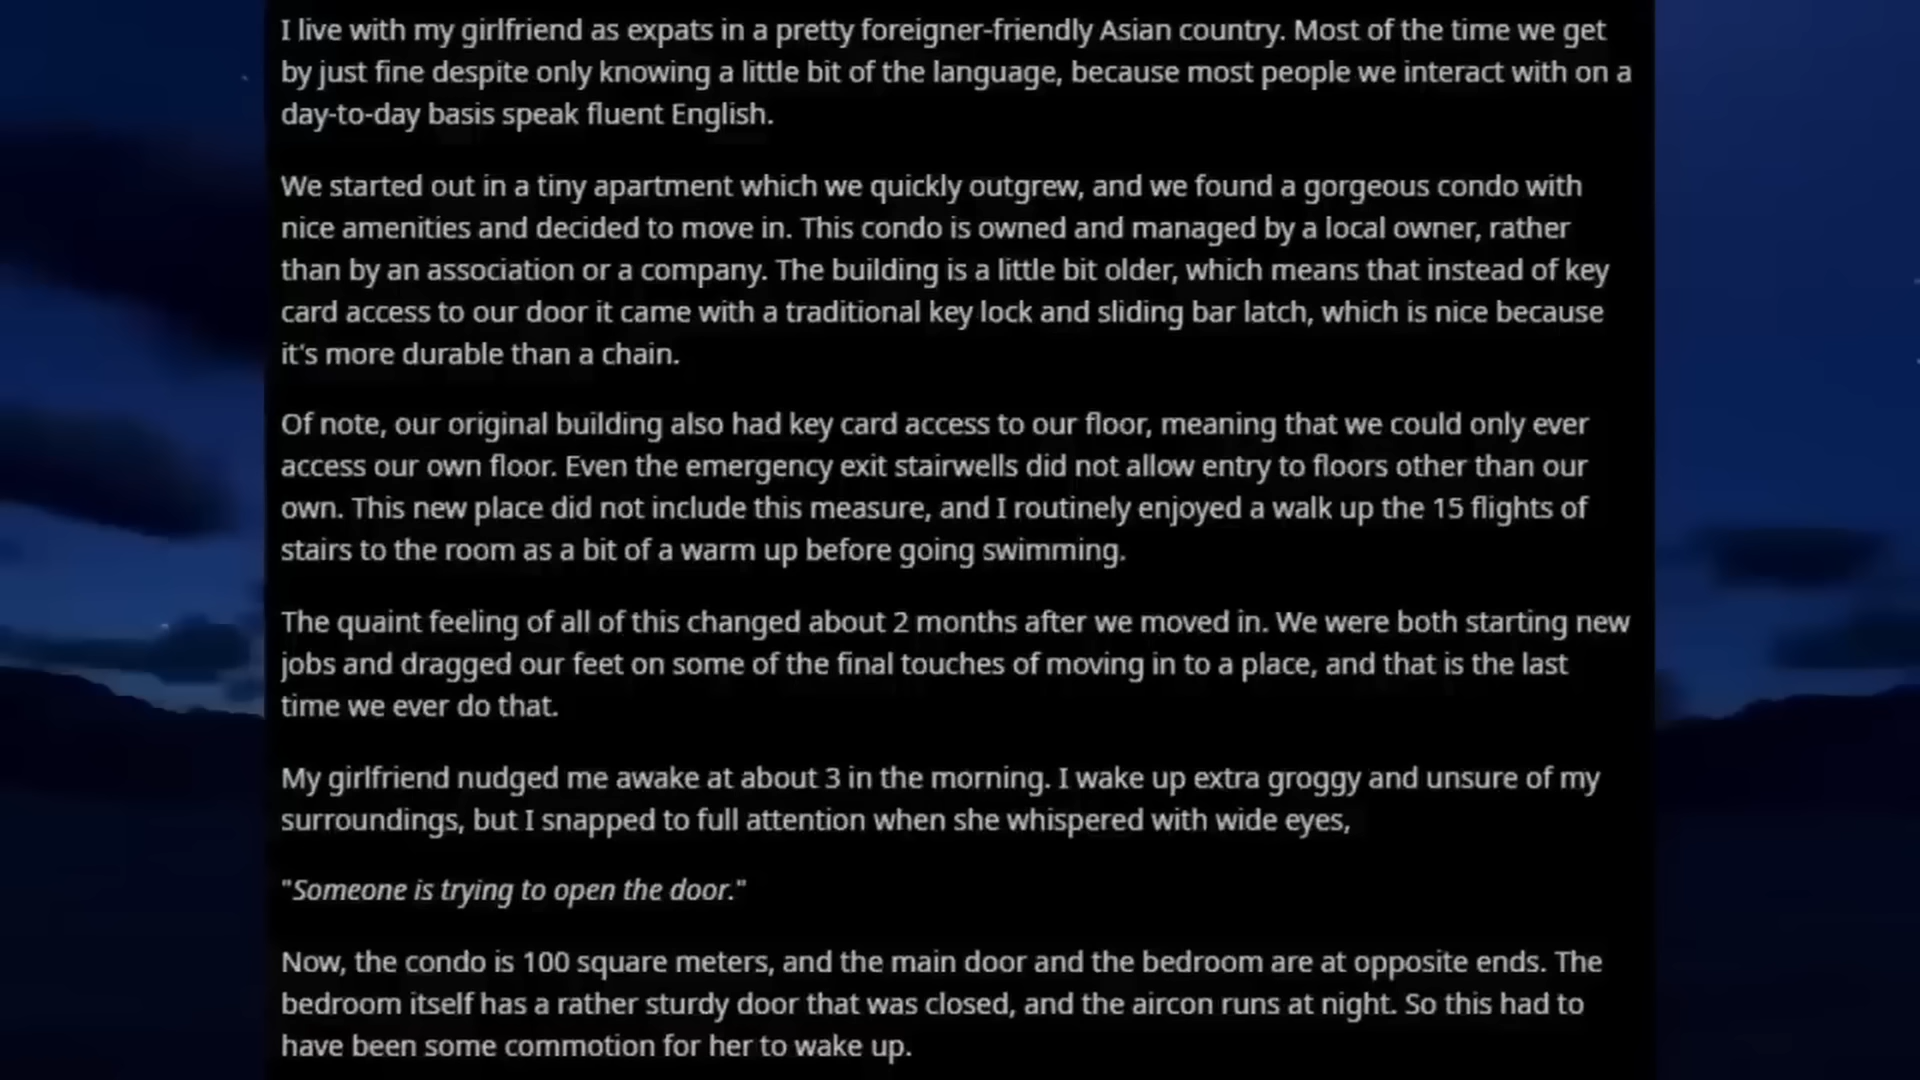 I live with my girlfriend as expats in a pretty foreigner-friendly Asian country. Most of the time we get
by just fine despite only knowing a little bit of the language, because most people we interact with on a
day-to-day basis speak fluent English.
We started out in a tiny apartment which we quickly outgrew, and we found a gorgeous condo with
nice amenities and decided to move in. This condo is owned and managed by a local owner, rather
than by an association or a company. The building is a little bit older, which means that instead of key
card access to our door it came with a traditional key lock and sliding bar latch, which is nice because
it's more durable than a chain.
Of note, our original building also had key card access to our floor, meaning that we could only ever
access our own floor. Even the emergency exit stairwells did not allow entry to floors other than our
own. This new place did not include this measure, and I routinely enjoyed a walk up the 15 flights of
stairs to the room as a bit of a warm up before going swimming.
The quaint feeling of all of this changed about 2 months after we moved in. We were both starting new
jobs and dragged our feet on some of the final touches of moving in to a place, and that is the last
time we ever do that.
My girlfriend nudged me awake at about 3 in the morning. I wake up extra groggy and unsure of my
surroundings, but I snapped to full attention when she whispered with wide eyes,
"Someone is trying to open the door."
Now, the condo is 100 square meters, and the main door and the bedroom are at opposite ends. The
bedroom itself has a rather sturdy door that was closed, and the aircon runs at night. So this had to
have been some commotion for her to wake up.